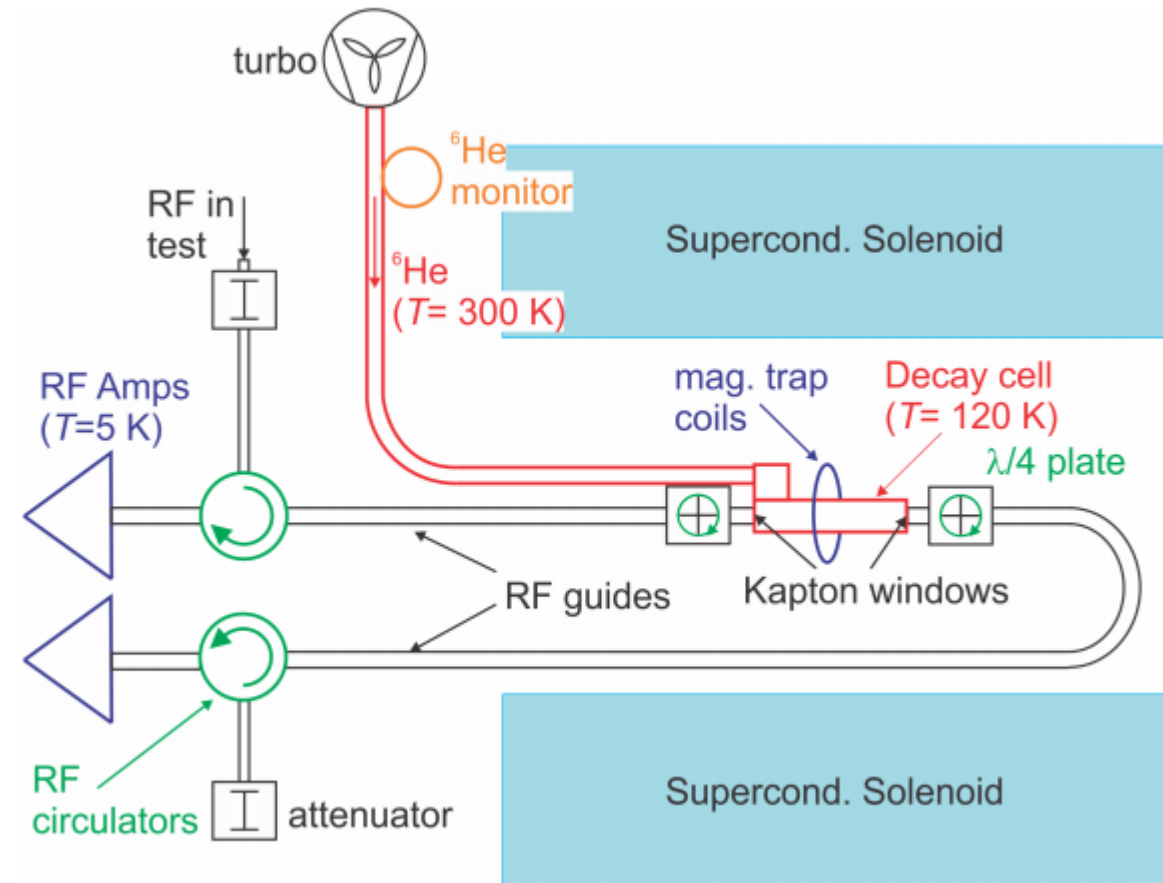 turbo
⁶He
monitor
RF in
test
Supercond. Solenoid
⁶He
(T= 300 K)
RF Amps
(T=5 K)
mag. trap
coils
Decay cell
(T= 120 K)
λ/4 plate
RF guides
Kapton windows
RF
circulators
attenuator
Supercond. Solenoid